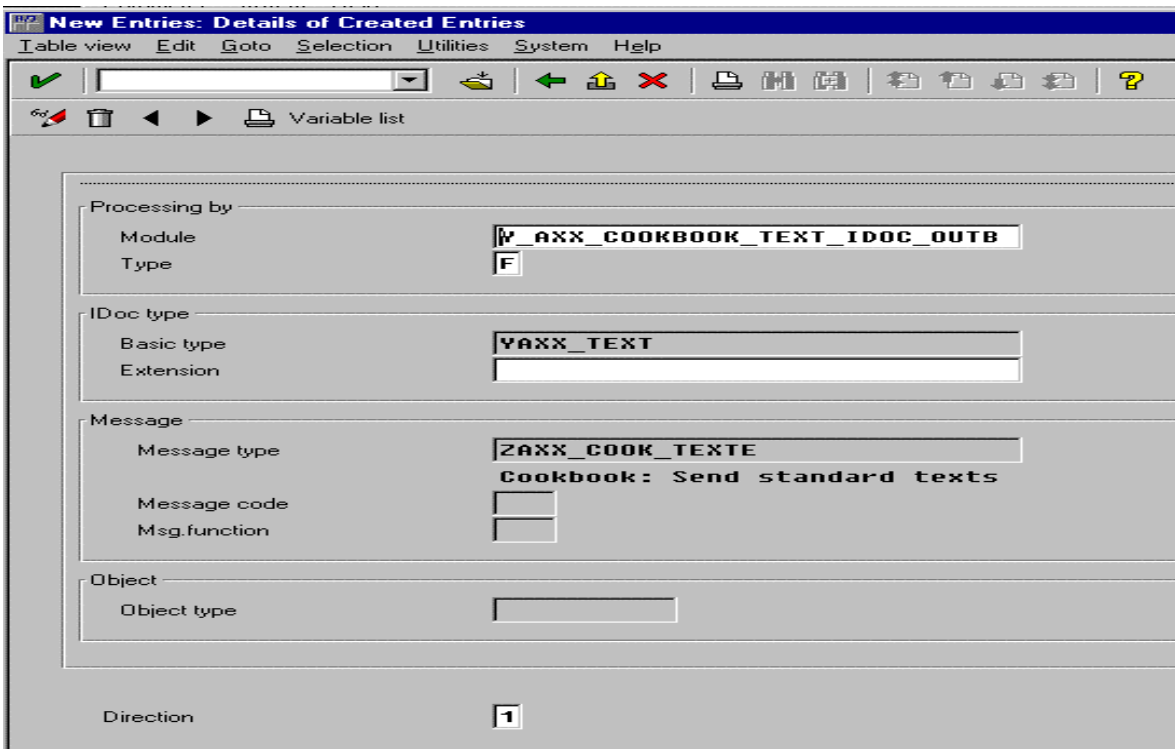 New Entries: Details of Created Entries
Table view Edit Goto Selection Utilities System Help
Variable list
Processing by
Module Y_AXX_COOKBOOK_TEXT_IDOC_OUTB
Type F
IDoc type
Basic type YAXX_TEXT
Extension
Message
Message type ZAXX_COOK_TEXTE
Cookbook: Send standard texts
Message code
Msg.function
Object
Object type
Direction 1